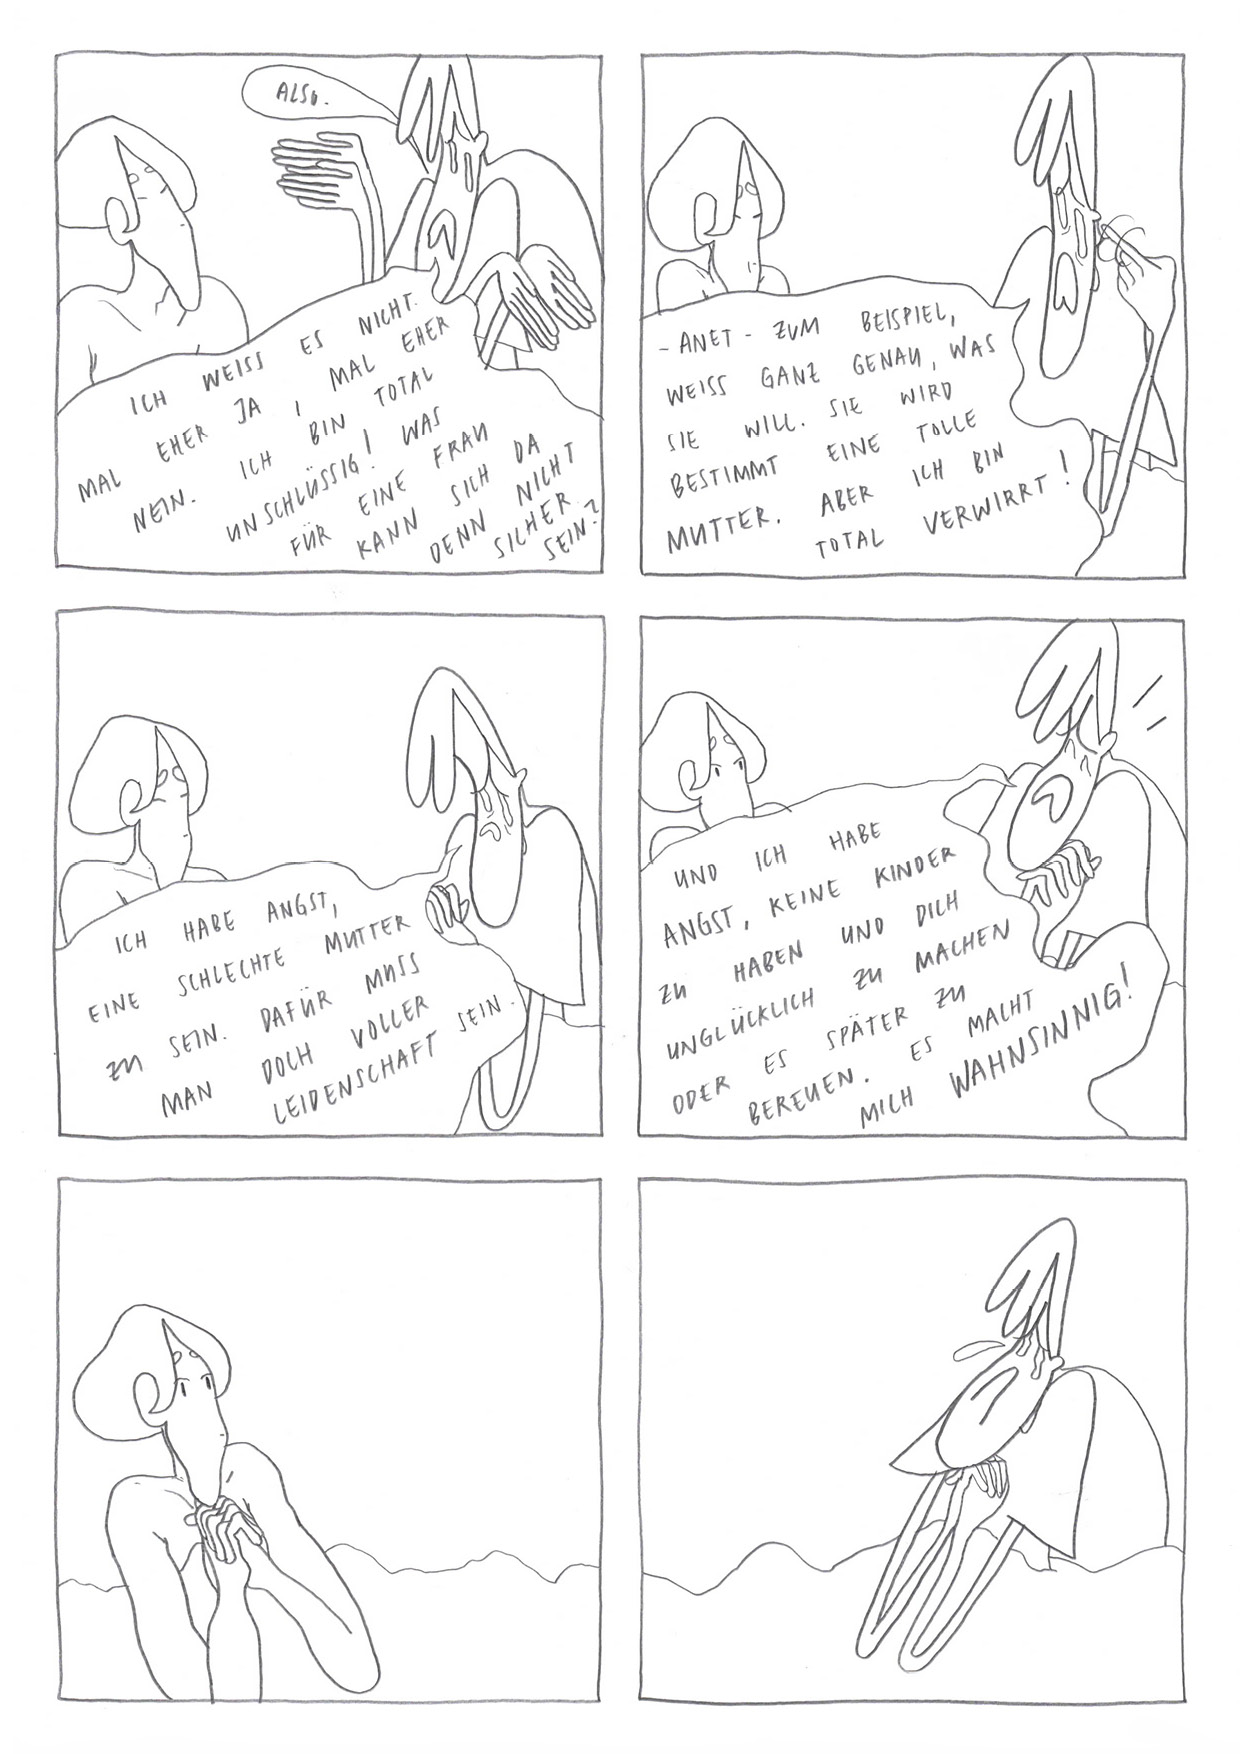 ALSO.
ICH WEISS ES NICHT.
MAL EHER JA, MAL EHER
NEIN. ICH BIN TOTAL
UNSCHLÜSSIG! WAS
FÜR EINE FRAU
KANN SICH DA
DENN NICHT
SICHER
SEIN?
- ANET - ZUM BEISPIEL,
WEISS GANZ GENAU, WAS
SIE WILL. SIE WIRD
BESTIMMT EINE TOLLE
MUTTER. ABER ICH BIN
TOTAL VERWIRRT!
ICH HABE ANGST,
EINE SCHLECHTE MUTTER
ZU SEIN. DAFÜR MUSS
MAN DOCH VOLLER
LEIDENSCHAFT SEIN.
UND ICH HABE
ANGST, KEINE KINDER
ZU HABEN UND DICH
UNGLÜCKLICH ZU MACHEN
ODER ES SPÄTER ZU
BEREUEN. ES MACHT
MICH WAHNSINNIG!